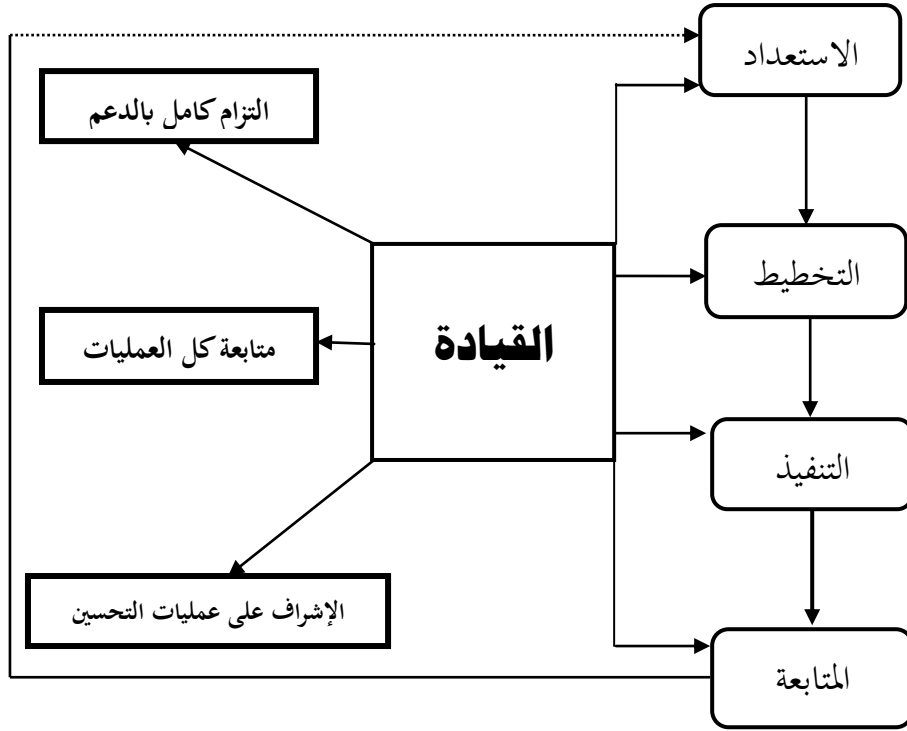 الاستعداد
التزام كامل بالدعم
التخطيط
القيادة
متابعة كل العمليات
التنفيذ
الإشراف على عمليات التحسين
المتابعة